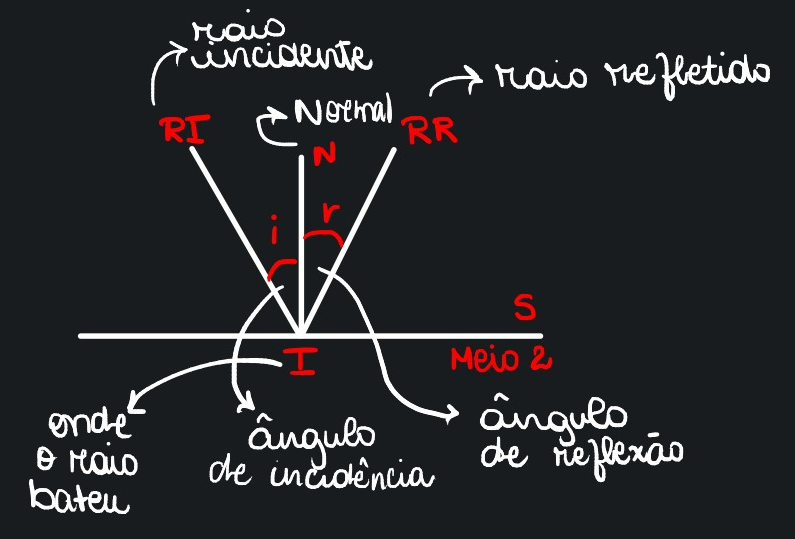 raio
incidente
Normal
raio refletido
RI
N
RR
i
r
S
I
Meio 2
onde
o raio
bateu
ângulo
de incidência
ângulo
de reflexão